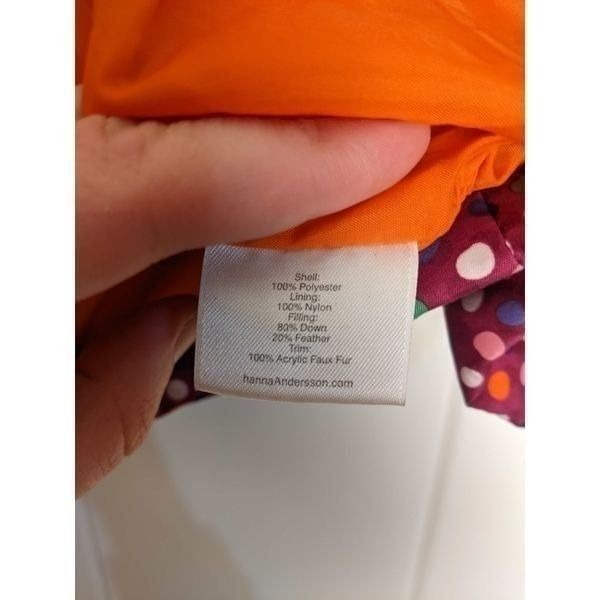 Shell:
100% Polyester
Lining:
100% Nylon
Filling:
80% Down
20% Feather
Trim:
100% Acrylic Faux Fur
hannaAndersson.com